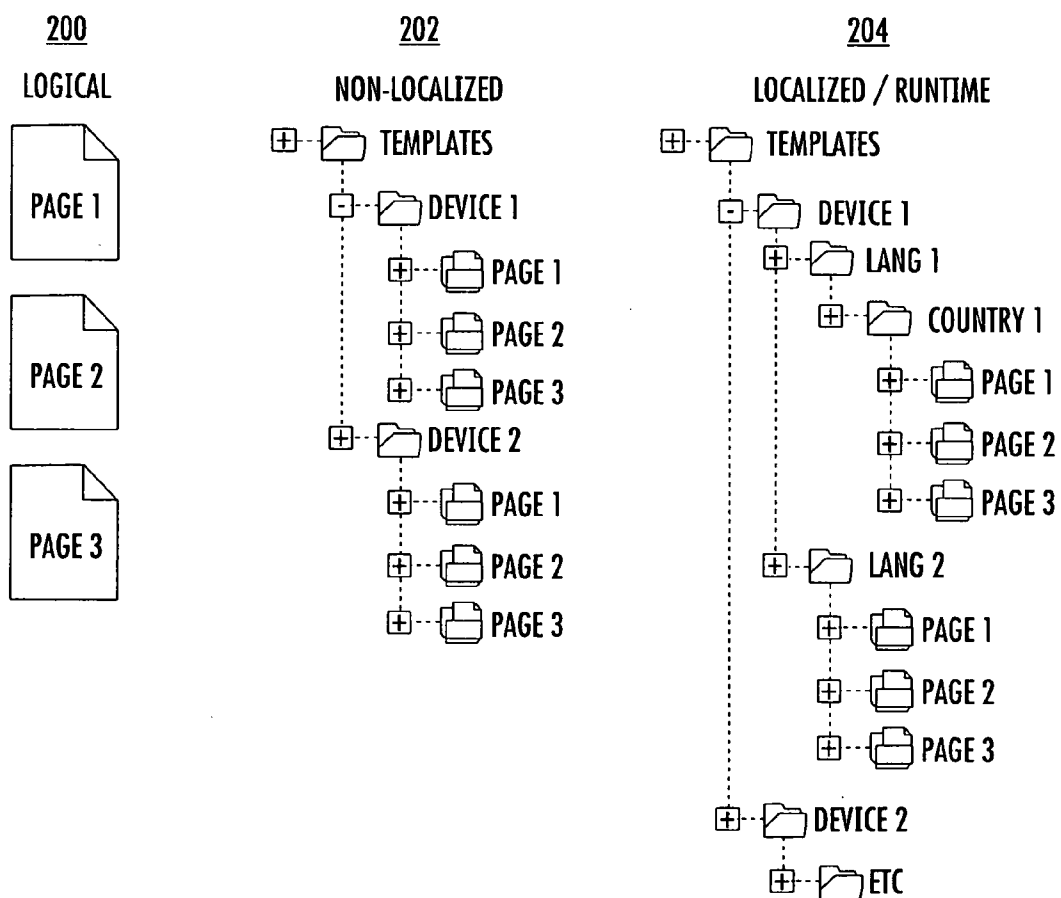 200
LOGICAL
PAGE 1
PAGE 2
PAGE 3
202
NON-LOCALIZED
TEMPLATES
DEVICE 1
PAGE 1
PAGE 2
PAGE 3
DEVICE 2
PAGE 1
PAGE 2
PAGE 3
204
LOCALIZED / RUNTIME
TEMPLATES
DEVICE 1
LANG 1
COUNTRY 1
PAGE 1
PAGE 2
PAGE 3
LANG 2
PAGE 1
PAGE 2
PAGE 3
DEVICE 2
ETC